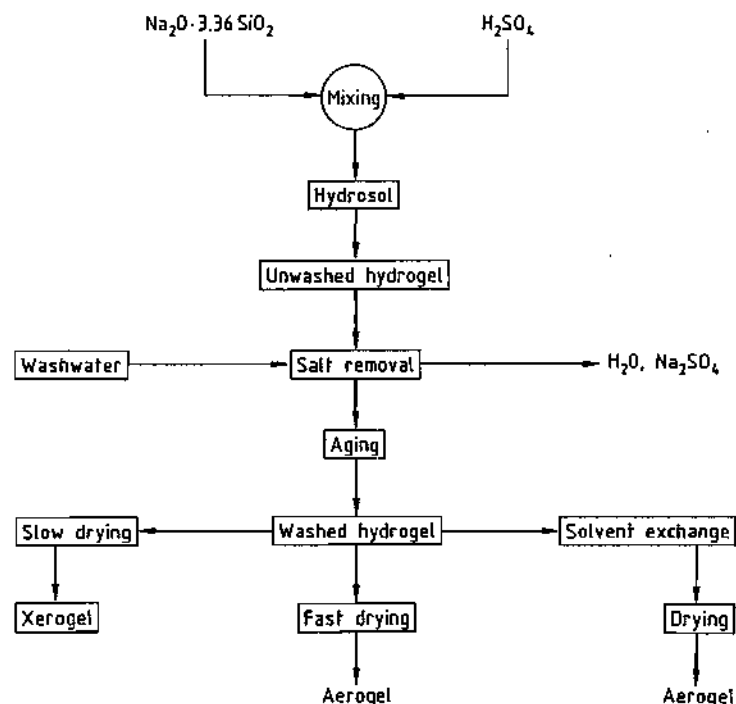 Na₂O·3.36 SiO₂
H₂SO₄
Mixing
Hydrosol
Unwashed hydrogel
Washwater
Salt removal
H₂O, Na₂SO₄
Aging
Slow drying
Washed hydrogel
Solvent exchange
Xerogel
Fast drying
Drying
Aerogel
Aerogel